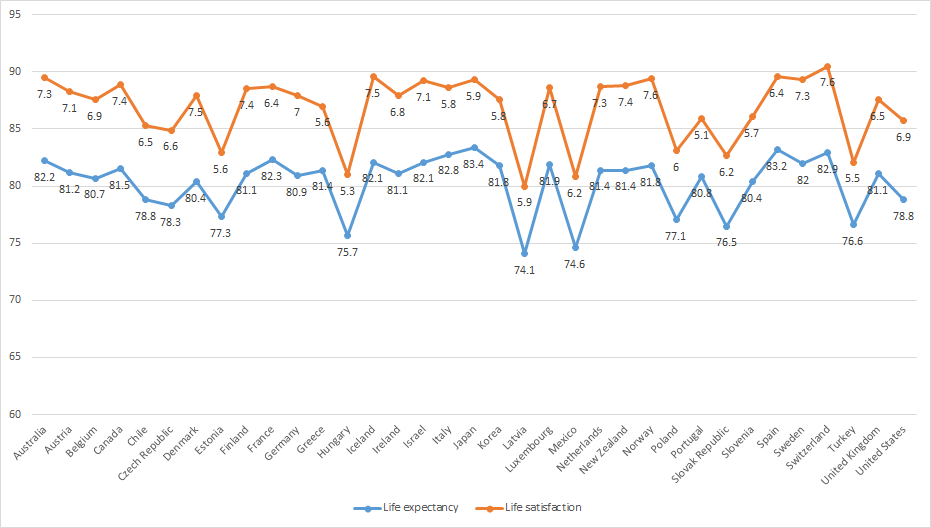 95
90
85
80
75
70
65
60
7.3 7.1 6.9 7.4 6.5 6.6 7.5 5.6 7.4 6.4 7 5.6 5.3 7.5 6.8 7.1 5.8 5.9 5.8 5.9 6.7 6.2 7.3 7.4 7.6 6 5.1 6.2 5.7 6.4 7.3 7.6 5.5 6.5 6.9
82.2 81.2 80.7 81.5 78.8 78.3 80.4 77.3 81.1 82.3 80.9 81.4 75.7 82.1 81.1 82.1 82.8 83.4 81.8 74.1 81.9 74.6 81.4 81.4 81.8 77.1 80.8 76.5 80.4 83.2 82 82.9 76.6 81.1 78.8
Australia
Austria
Belgium
Canada
Chile
Czech Republic
Denmark
Estonia
Finland
France
Germany
Greece
Hungary
Iceland
Ireland
Israel
Italy
Japan
Korea
Latvia
Luxembourg
Mexico
Netherlands
New Zealand
Norway
Poland
Portugal
Slovak Republic
Slovenia
Spain
Sweden
Switzerland
Turkey
United Kingdom
United States
Life expectancy Life satisfaction